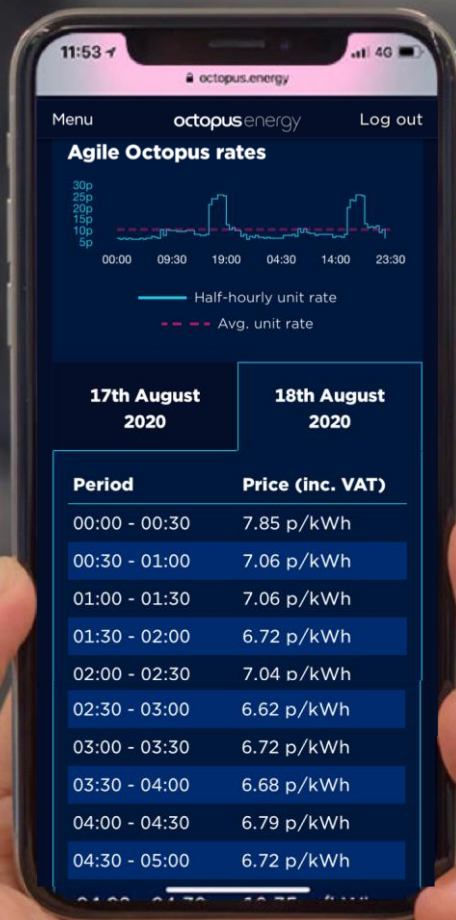 11:53
4G
octopus.energy
Menu octopusenergy Log out
Agile Octopus rates
30p
25p
20p
15p
10p
5p
00:00 09:30 19:00 04:30 14:00 23:30
Half-hourly unit rate
Avg. unit rate
17th August 2020
18th August 2020
Period Price (inc. VAT)
00:00 - 00:30 7.85 p/kWh
00:30 - 01:00 7.06 p/kWh
01:00 - 01:30 7.06 p/kWh
01:30 - 02:00 6.72 p/kWh
02:00 - 02:30 7.04 p/kWh
02:30 - 03:00 6.62 p/kWh
03:00 - 03:30 6.72 p/kWh
03:30 - 04:00 6.68 p/kWh
04:00 - 04:30 6.79 p/kWh
04:30 - 05:00 6.72 p/kWh